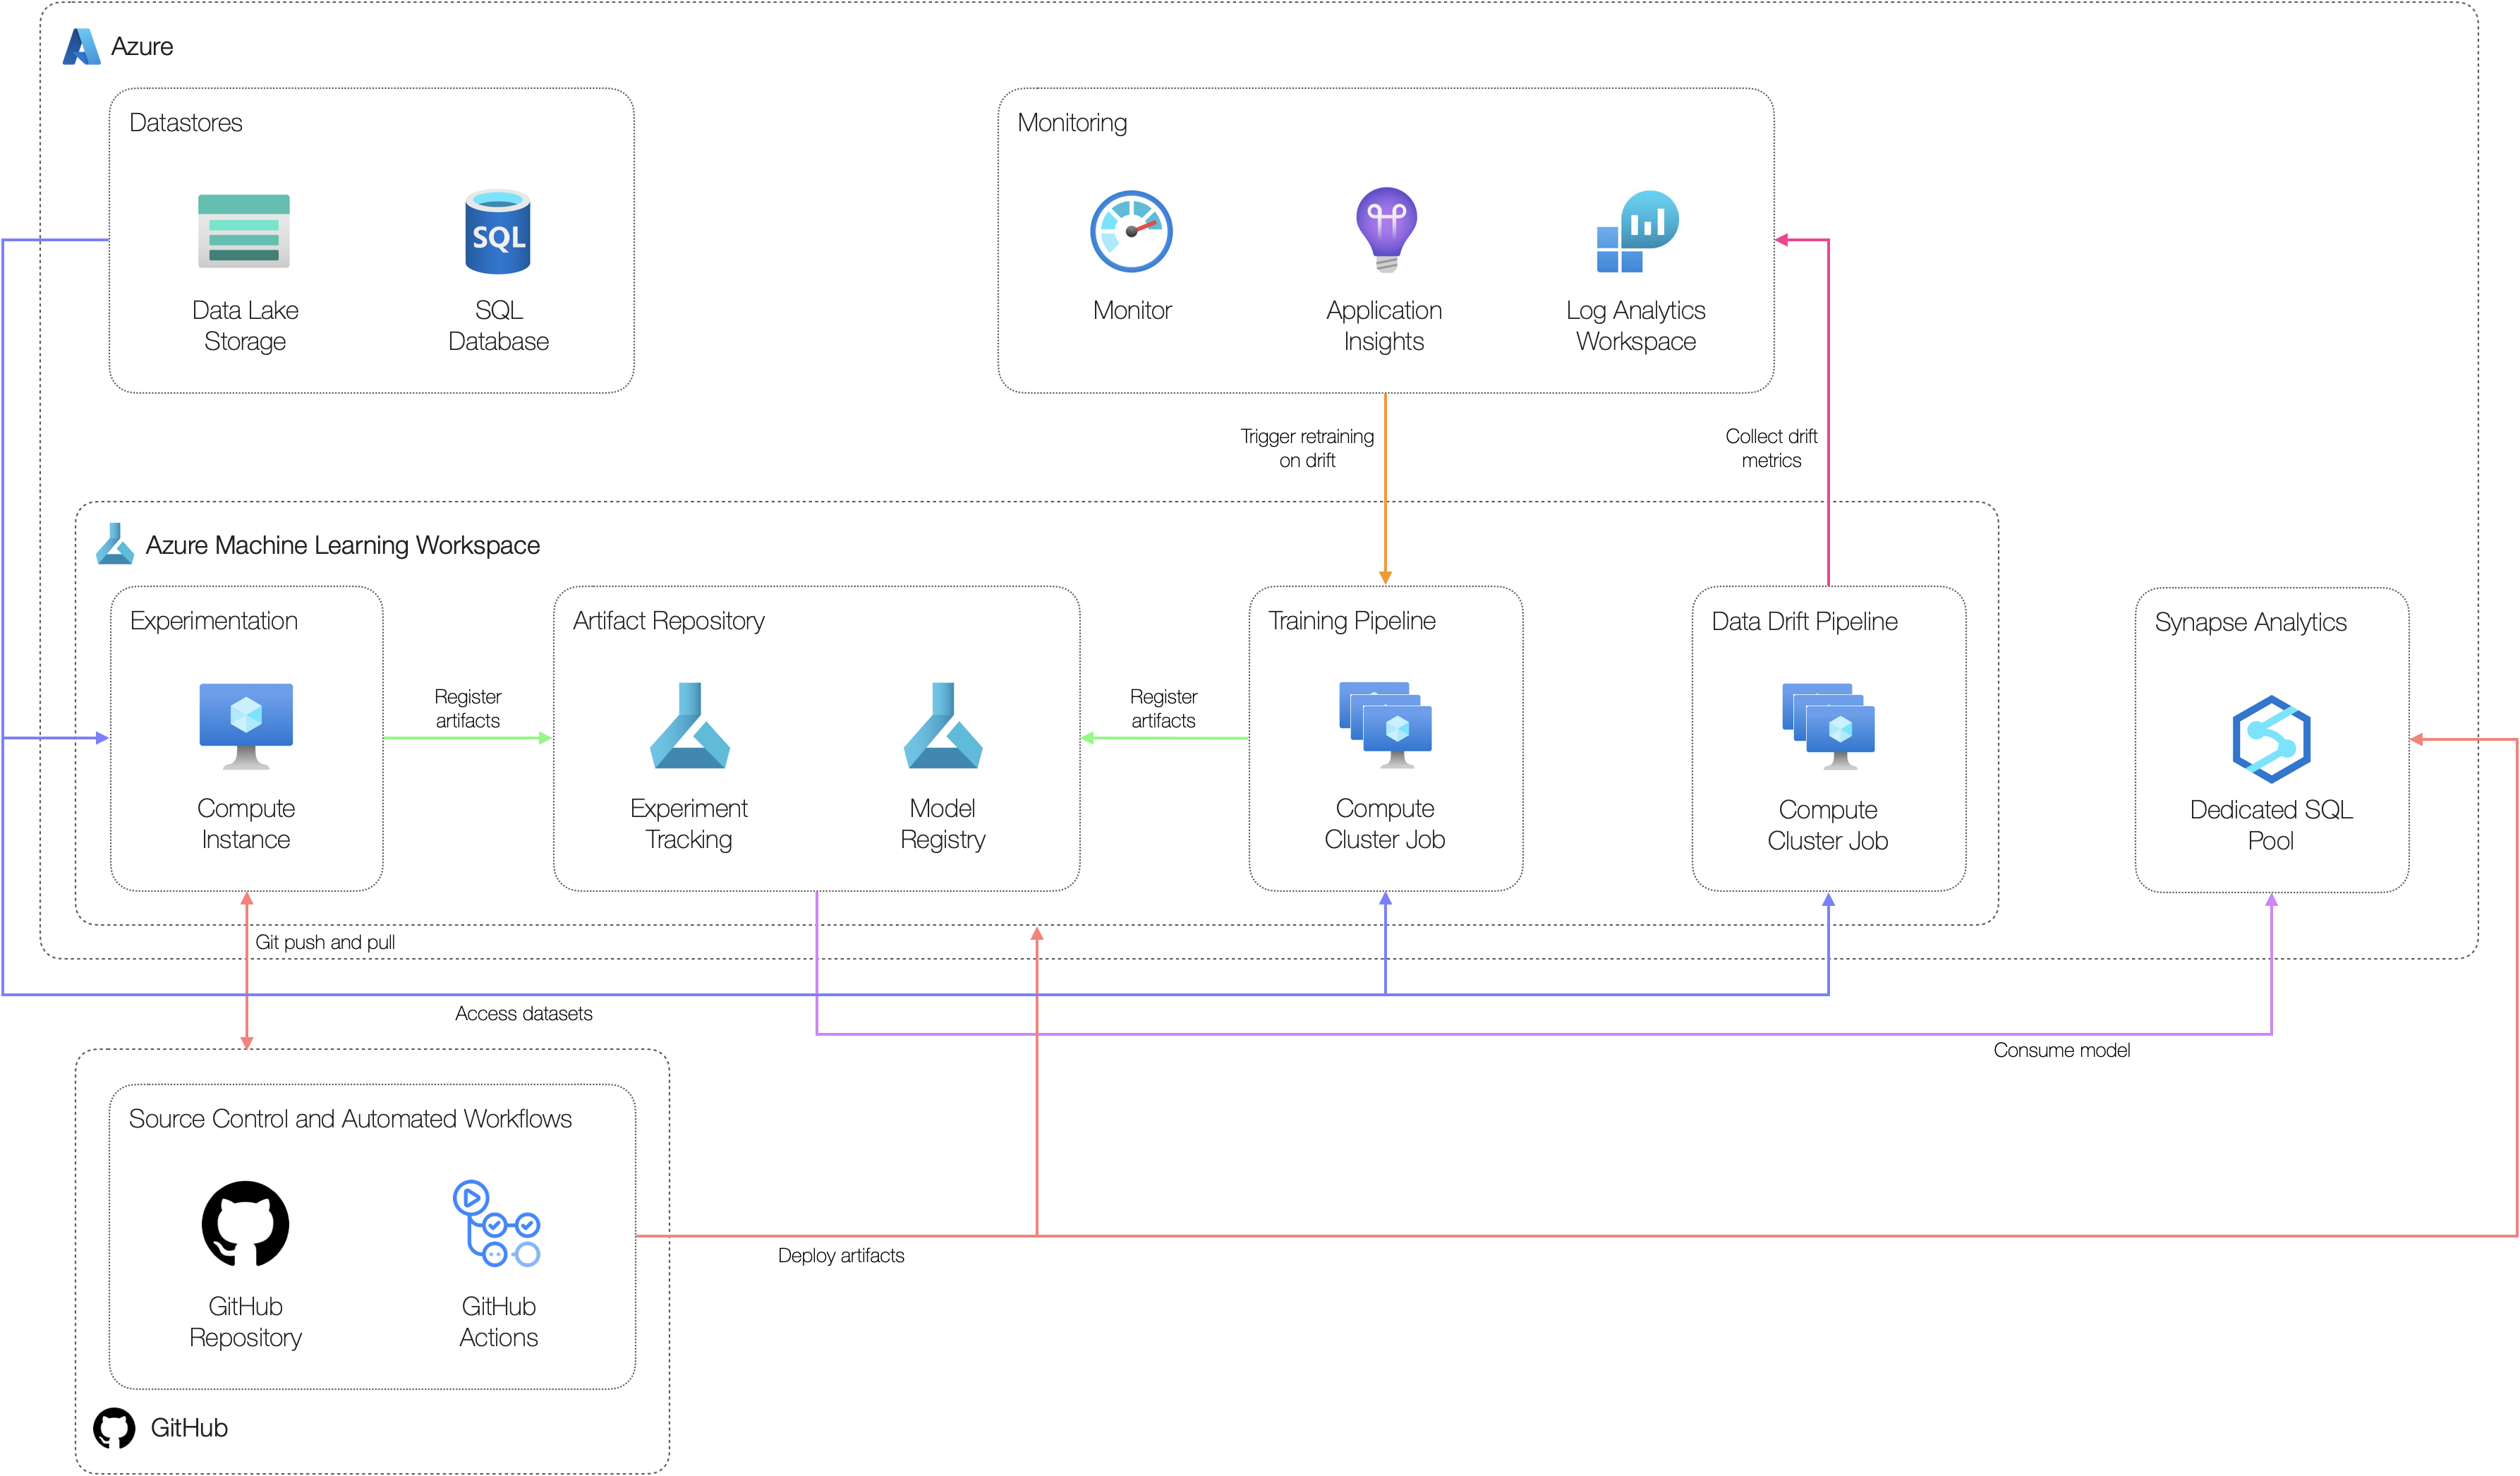 Azure
Datastores
Data Lake
Storage
SQL
SQL
Database
Monitoring
Monitor
Application
Insights
Log Analytics
Workspace
Trigger retraining
on drift
Collect drift
metrics
Azure Machine Learning Workspace
Experimentation
Compute
Instance
Register
artifacts
Artifact Repository
Experiment
Tracking
Model
Registry
Register
artifacts
Training Pipeline
Compute
Cluster Job
Data Drift Pipeline
Compute
Cluster Job
Synapse Analytics
Dedicated SQL
Pool
Git push and pull
Access datasets
Consume model
Source Control and Automated Workflows
GitHub
Repository
GitHub
Actions
Deploy artifacts
GitHub